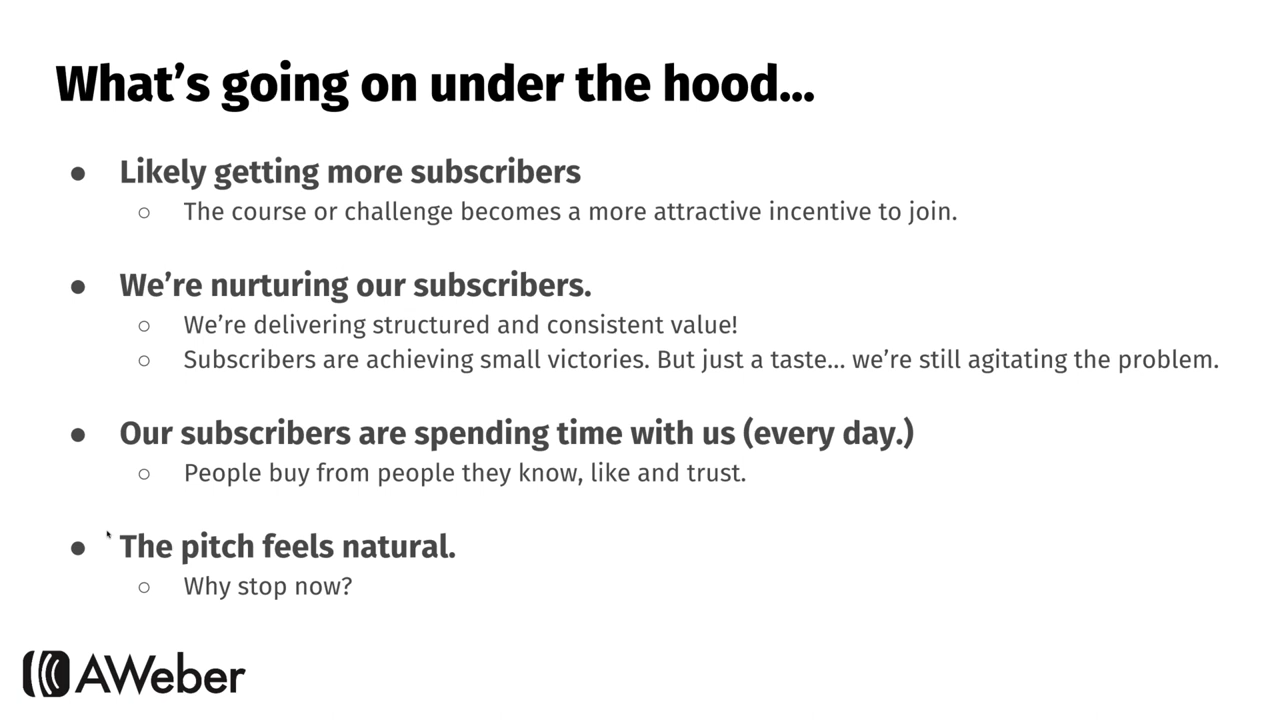 What’s going on under the hood...
● Likely getting more subscribers
○ The course or challenge becomes a more attractive incentive to join.
● We’re nurturing our subscribers.
○ We’re delivering structured and consistent value!
○ Subscribers are achieving small victories. But just a taste... we’re still agitating the problem.
● Our subscribers are spending time with us (every day.)
○ People buy from people they know, like and trust.
● The pitch feels natural.
○ Why stop now?
AWeber